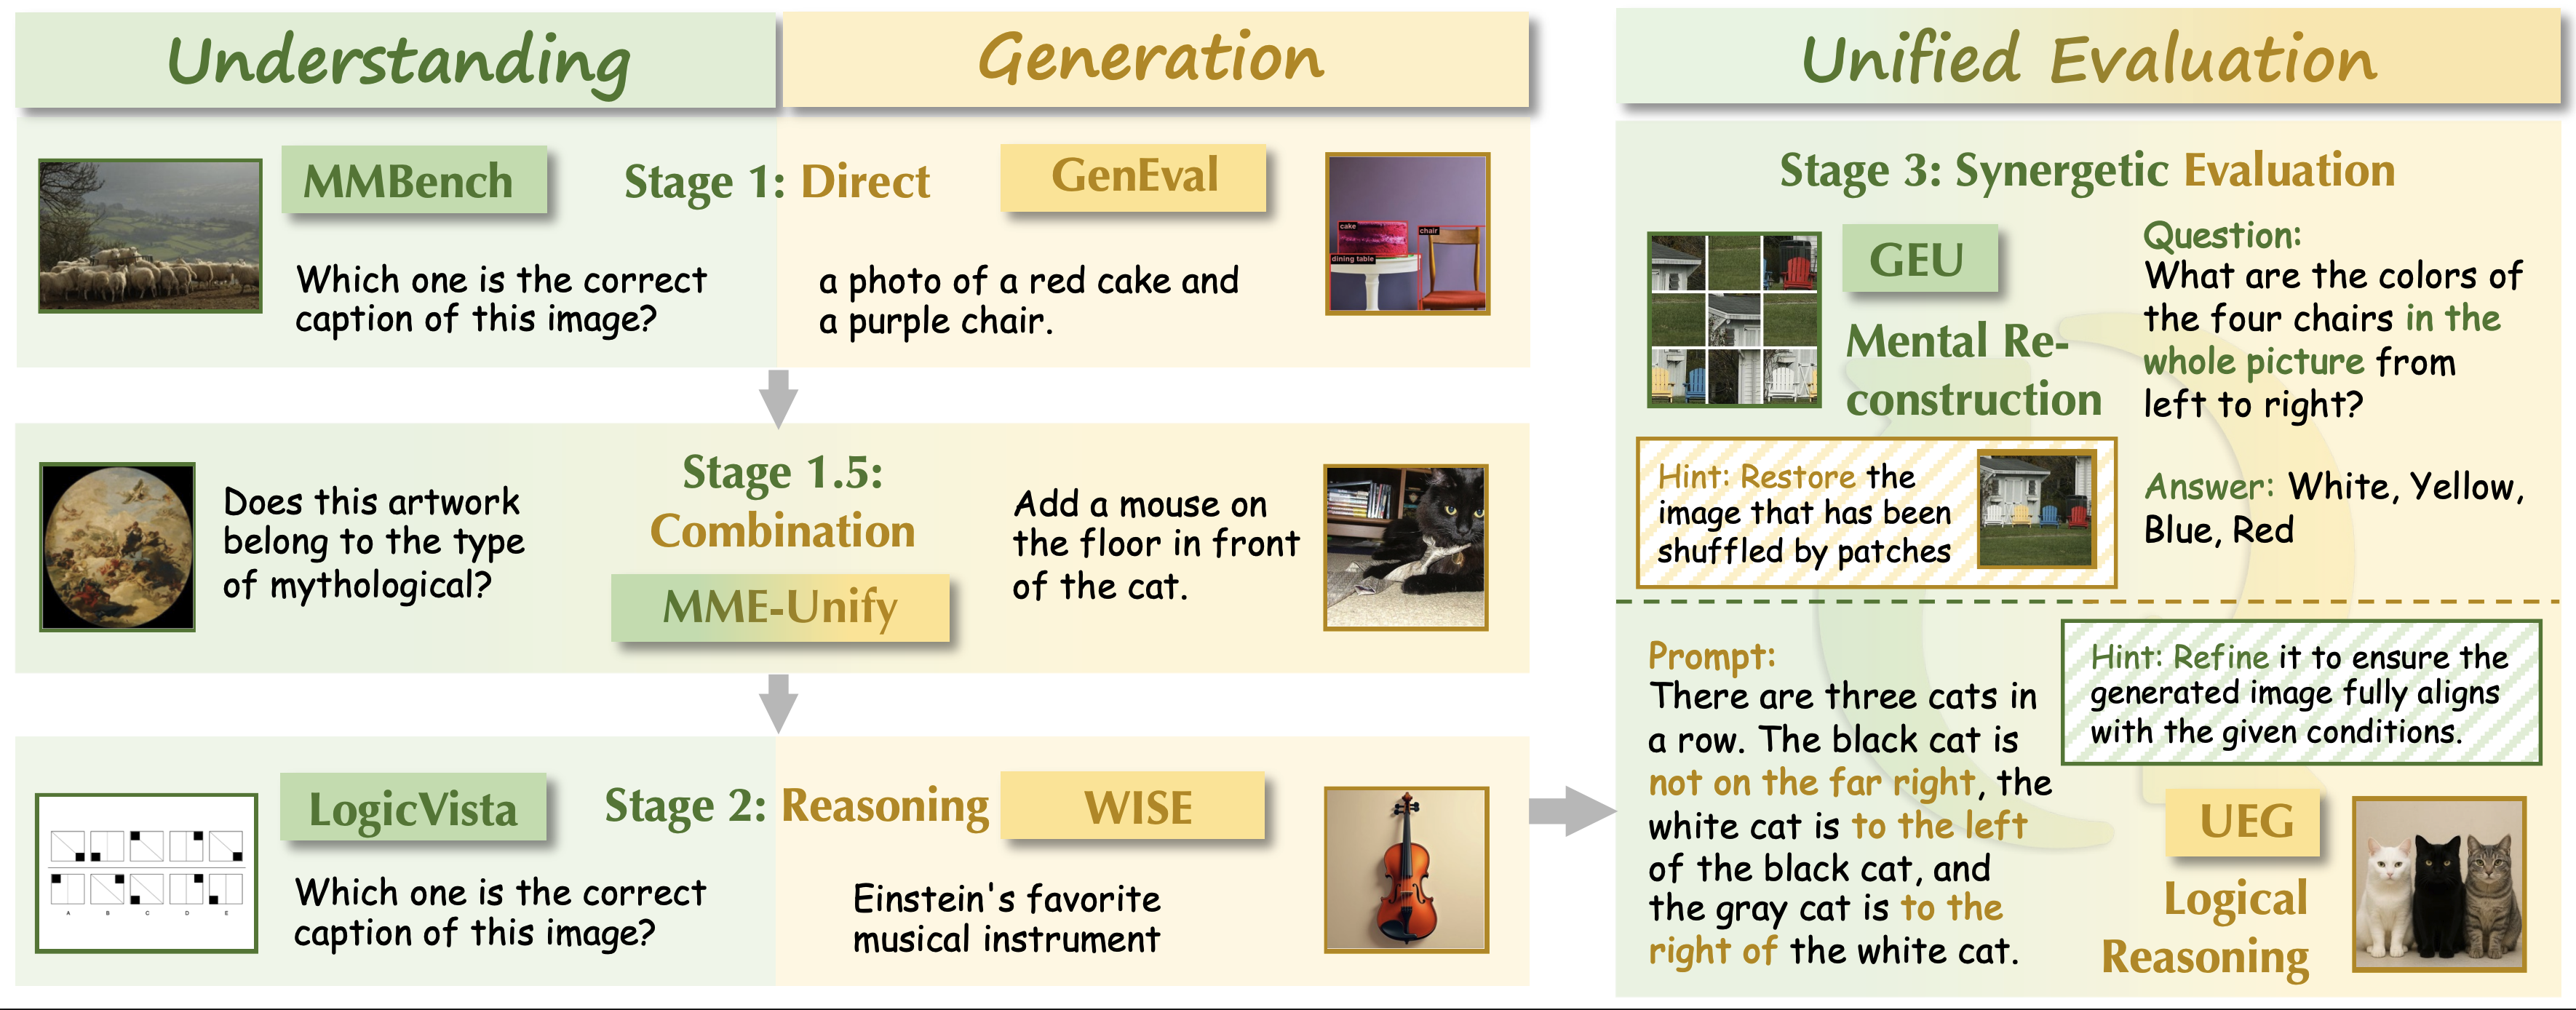 Understanding
Generation
Unified Evaluation
MMBench
Stage 1: Direct
GenEval
Which one is the correct
caption of this image?
a photo of a red cake and
a purple chair.
cake
chair
dining table
Stage 1.5:
Combination
MME-Unify
Does this artwork
belong to the type
of mythological?
Add a mouse on
the floor in front
of the cat.
LogicVista
Stage 2: Reasoning
WISE
Which one is the correct
caption of this image?
A B C D E
Einstein's favorite
musical instrument
Stage 3: Synergetic Evaluation
GEU
Mental Re-
construction
Question:
What are the colors of
the four chairs in the
whole picture from
left to right?
Hint: Restore the
image that has been
shuffled by patches
Answer: White, Yellow,
Blue, Red
Prompt:
There are three cats in
a row. The black cat is
not on the far right, the
white cat is to the left
of the black cat, and
the gray cat is to the
right of the white cat.
Hint: Refine it to ensure the
generated image fully aligns
with the given conditions.
UEG
Logical
Reasoning